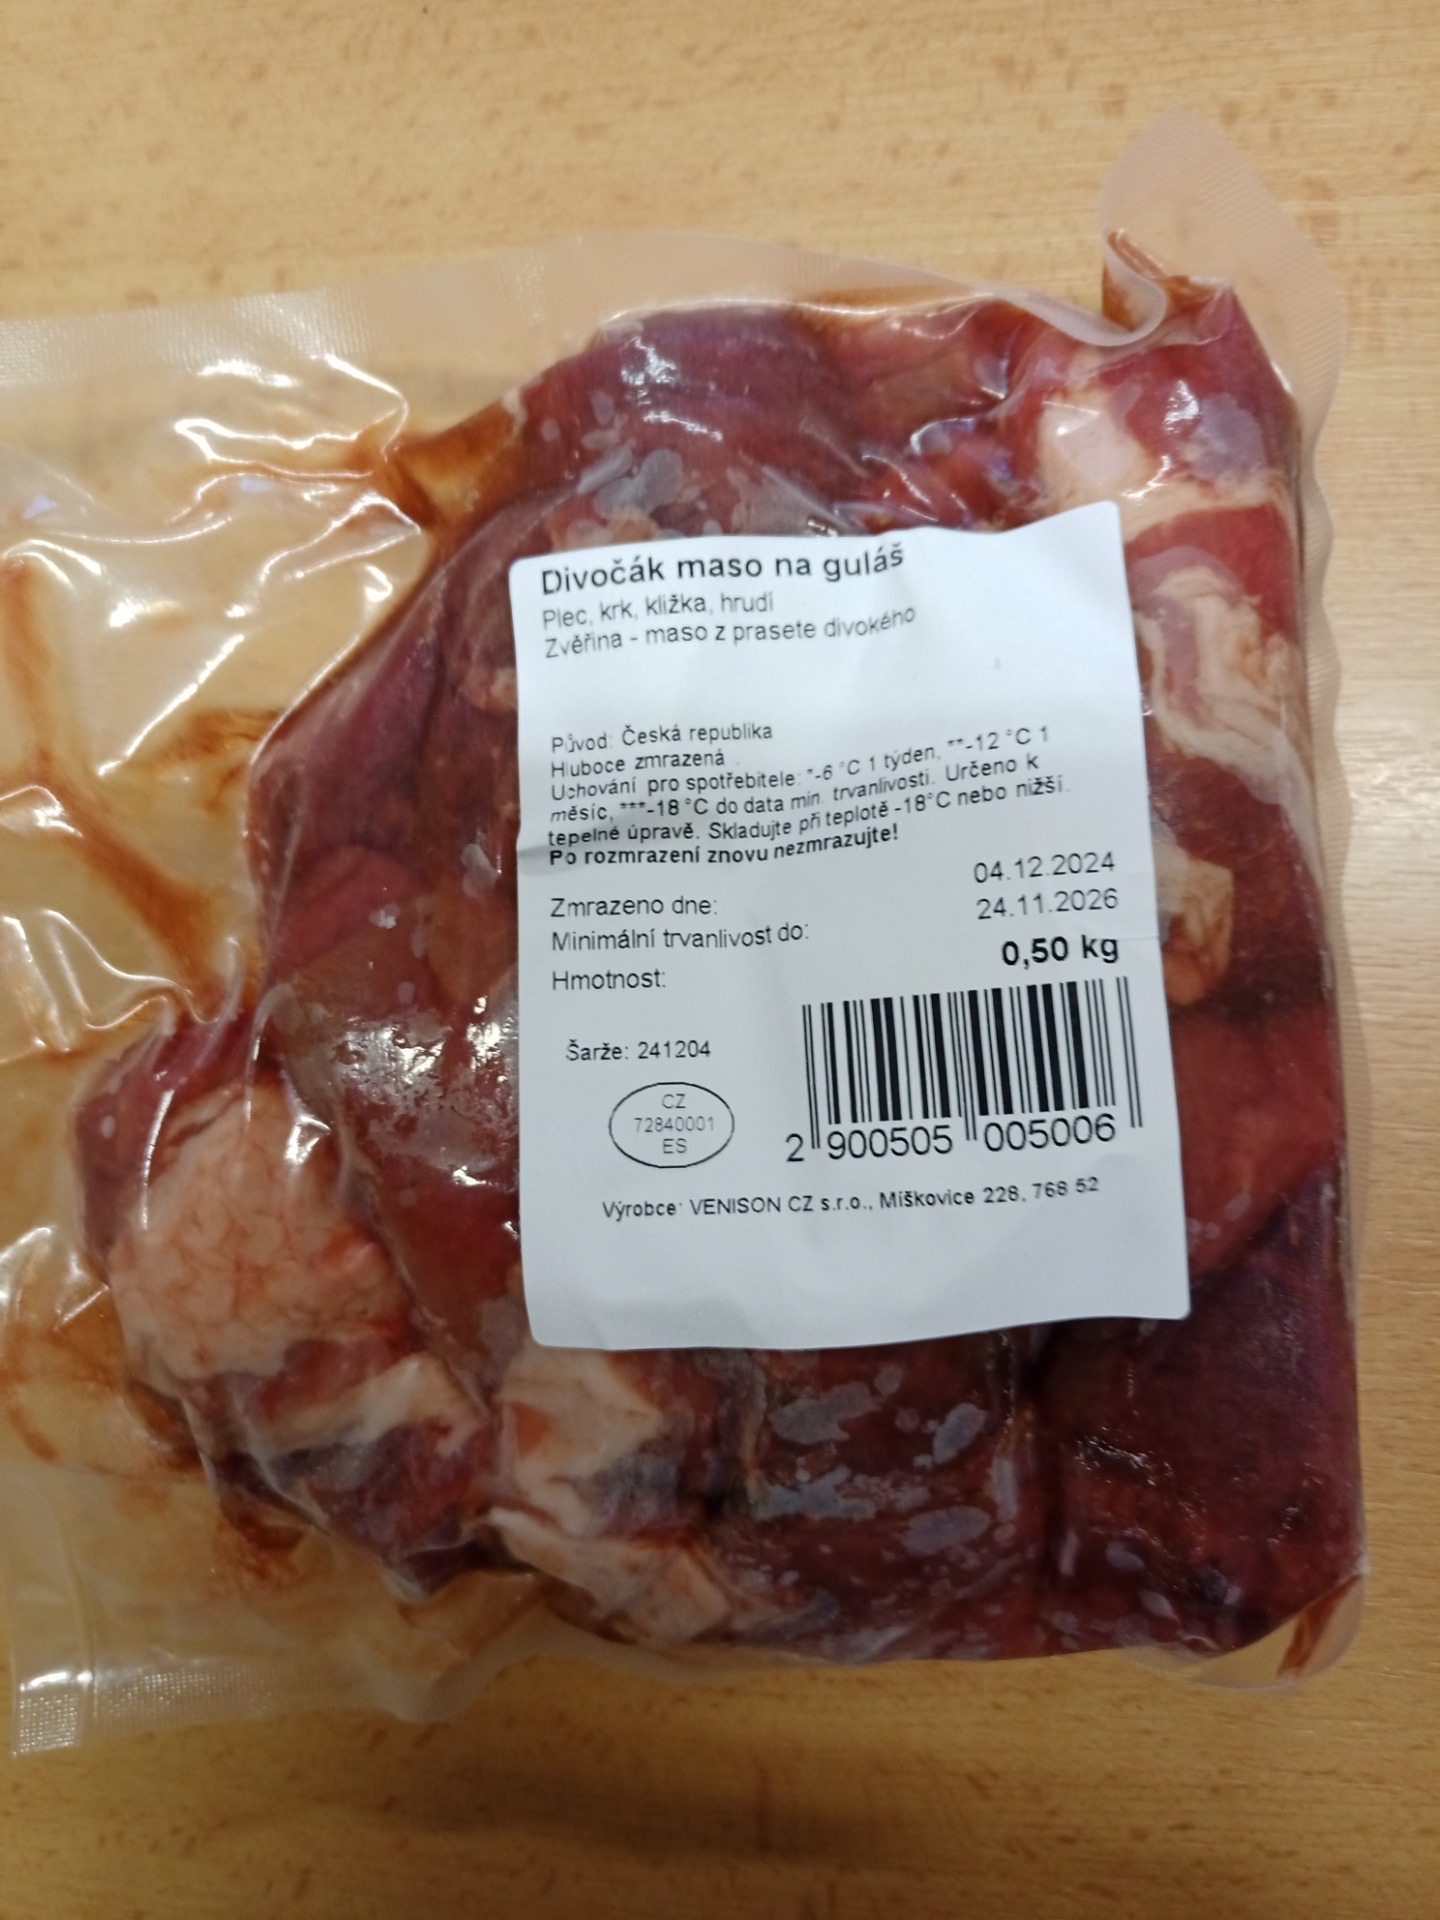 Divočák maso na guláš
Plec, krk, kližka, hrudí
Zvěřina - maso z prasete divokého
Původ: Česká republika
Hluboce zmrazená
Uchování pro spotřebitele: *-6 °C 1 týden, **-12 °C 1
měsíc, ***-18 °C do data min. trvanlivosti. Určeno k
tepelné úpravě. Skladujte při teplotě -18°C nebo nižší.
Po rozmrazení znovu nezmrazujte!
Zmrazeno dne: 04.12.2024
Minimální trvanlivost do: 24.11.2026
Hmotnost: 0,50 kg
Šarže: 241204
CZ
72840001
ES
2 900505 005006
Výrobce: VENISON CZ s.r.o., Míškovice 228, 768 52